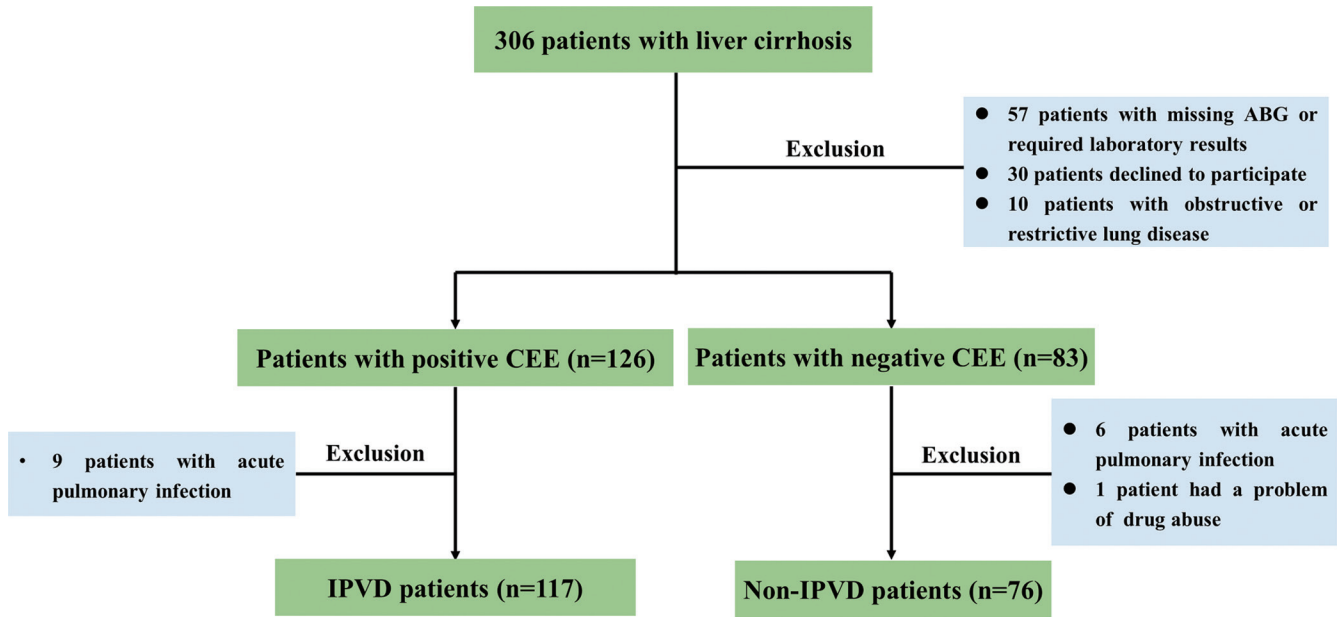 306 patients with liver cirrhosis
Exclusion
● 57 patients with missing ABG or
required laboratory results
● 30 patients declined to participate
● 10 patients with obstructive or
restrictive lung disease
Patients with positive CEE (n=126)
Patients with negative CEE (n=83)
• 9 patients with acute
pulmonary infection
Exclusion
Exclusion
● 6 patients with acute
pulmonary infection
● 1 patient had a problem
of drug abuse
IPVD patients (n=117)
Non-IPVD patients (n=76)